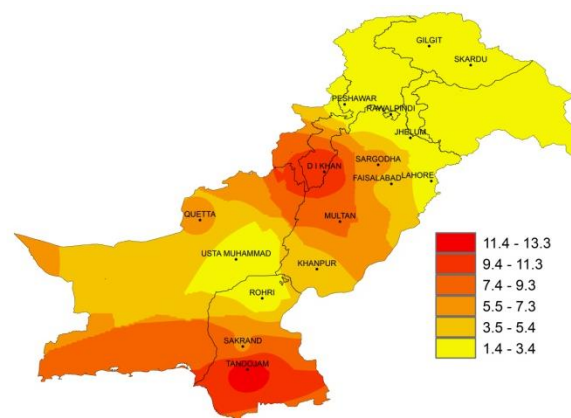 GILGIT
SKARDU
PESHAWAR
RAWALPINDI
JHELUM
SARGODHA
D I KHAN
FAISALABAD
LAHORE
QUETTA
MULTAN
USTA MUHAMMAD
KHANPUR
ROHRI
SAKRAND
TANDOJAM
11.4 - 13.3
9.4 - 11.3
7.4 - 9.3
5.5 - 7.3
3.5 - 5.4
1.4 - 3.4